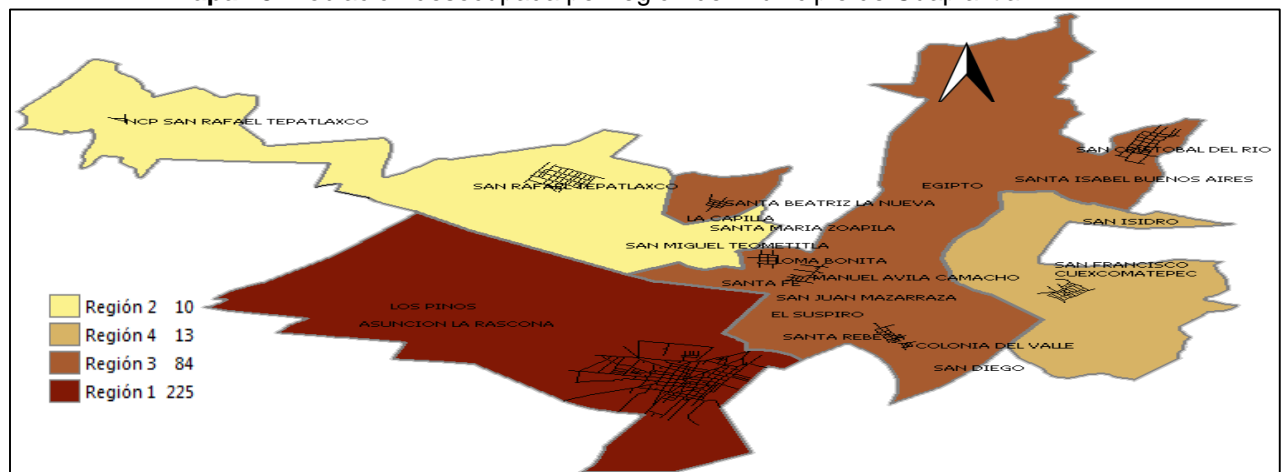 NCP SAN RAFAEL TEPATLAXCO
SAN CRISTOBAL DEL RIO
SAN RAFAEL TEPATLAXCO
EGIPTO
SANTA ISABEL BUENOS AIRES
SANTA BEATRIZ LA NUEVA
LA CAPILLA
SANTA MARIA ZOAPILA
SAN ISIDRO
SAN MIGUEL TEOMETITLA
LOMA BONITA
SAN FRANCISCO
CUEXCOMATEPEC
MANUEL AVILA CAMACHO
SANTA FE
SAN JUAN MAZARRAZA
LOS PINOS
EL SUSPIRO
ASUNCION LA RASCONA
SANTA REBECA
COLONIA DEL VALLE
SAN DIEGO
Región 2 10
Región 4 13
Región 3 84
Región 1 225